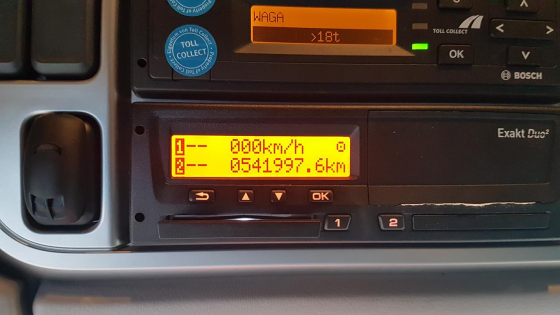 WAGA
>18t
TOLL COLLECT
TOLL
COLLECT
OK
BOSCH
Exakt Duo²
1 -- 000km/h
2 -- 0541997.6km
OK
1
2